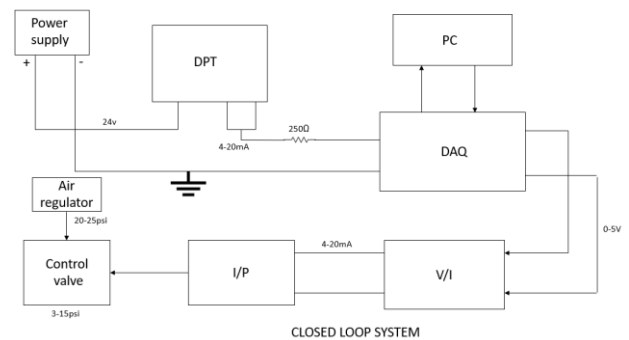 Power
supply
+
-
DPT
PC
24v
250Ω
4-20mA
DAQ
Air
regulator
20-25psi
0-5V
4-20mA
Control
valve
I/P
V/I
3-15psi
CLOSED LOOP SYSTEM